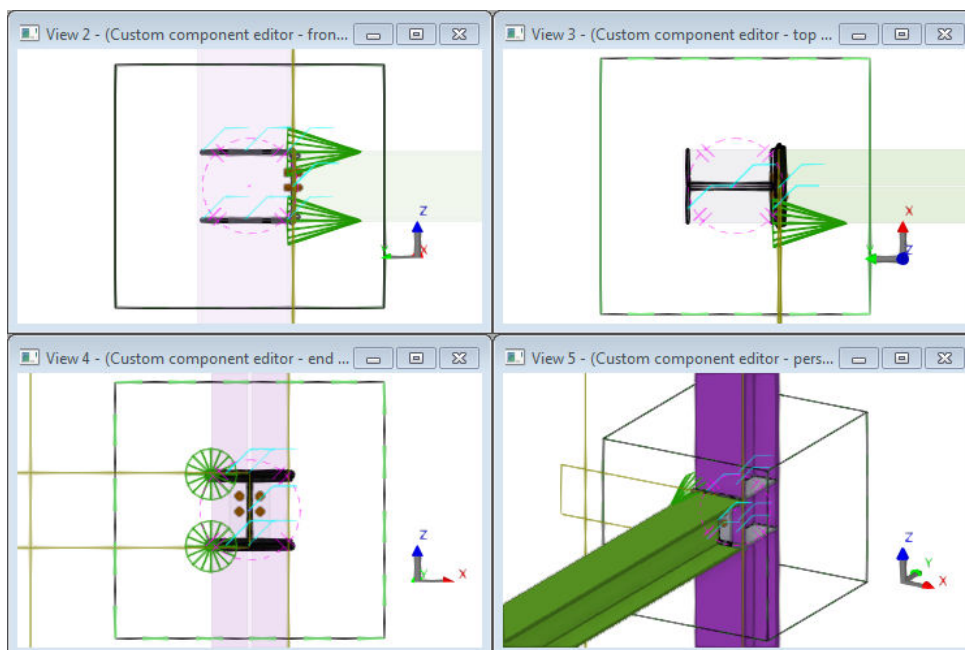 View 2 - (Custom component editor - fron...
View 3 - (Custom component editor - top ...
Z
Y
X
X
Y
Z
View 4 - (Custom component editor - end ...
View 5 - (Custom component editor - pers...
Z
Y
X
Z
Y
X